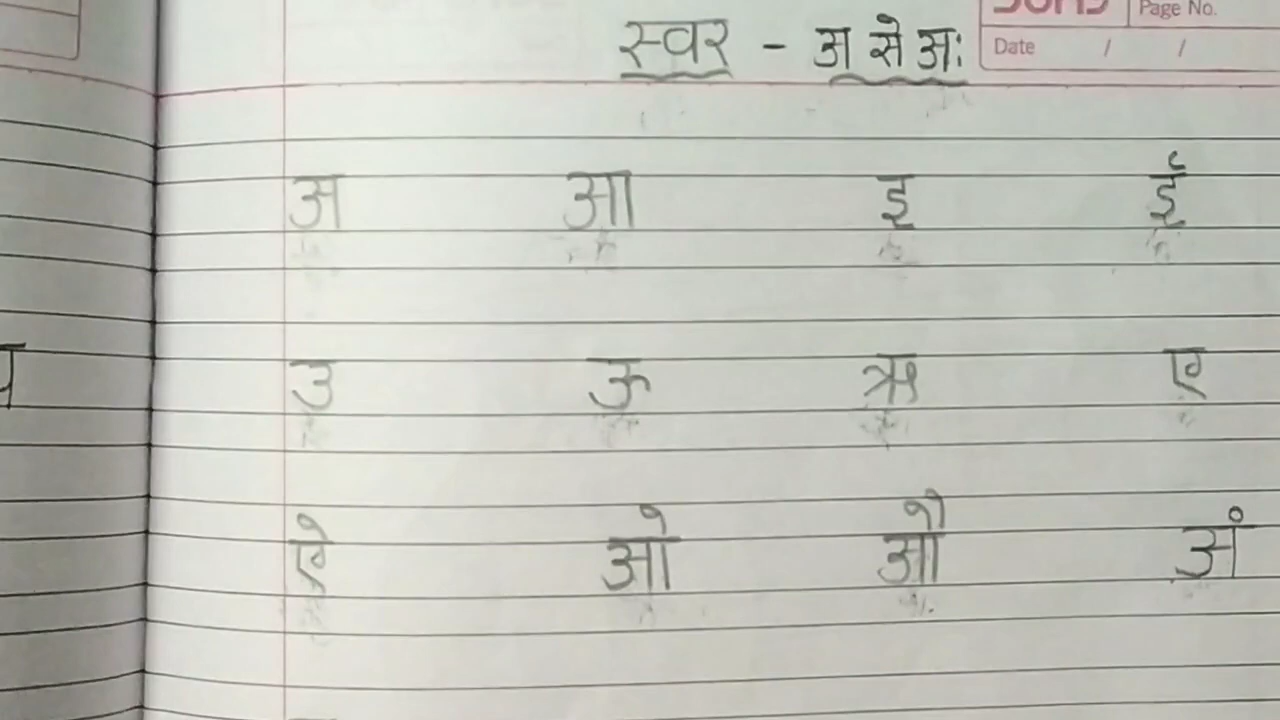 Page No.
स्वर - अ से अः
Date / /
अ आ इ ई
उ ऊ ऋ ए
ऐ ओ औ अं